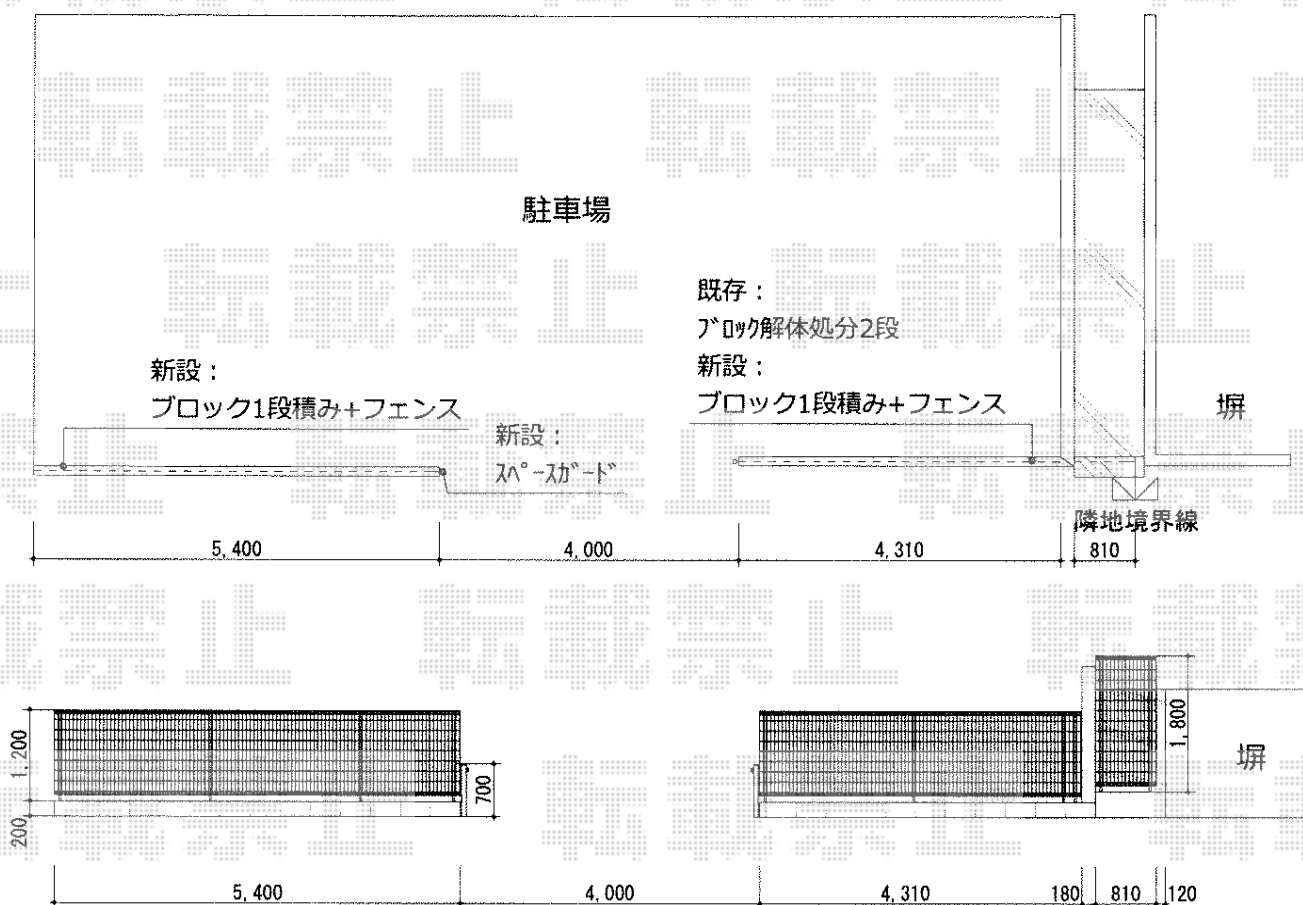 転載禁止
駐車場
既存：
ブロック解体処分2段
新設：
ブロック1段積み+フェンス
新設：
ブロック1段積み+フェンス
新設：
スペースガード
塀
隣地境界線
5,400
4,000
4,310
810
1,200
200
700
1,800
塀
5,400
4,000
4,310
180
810
120